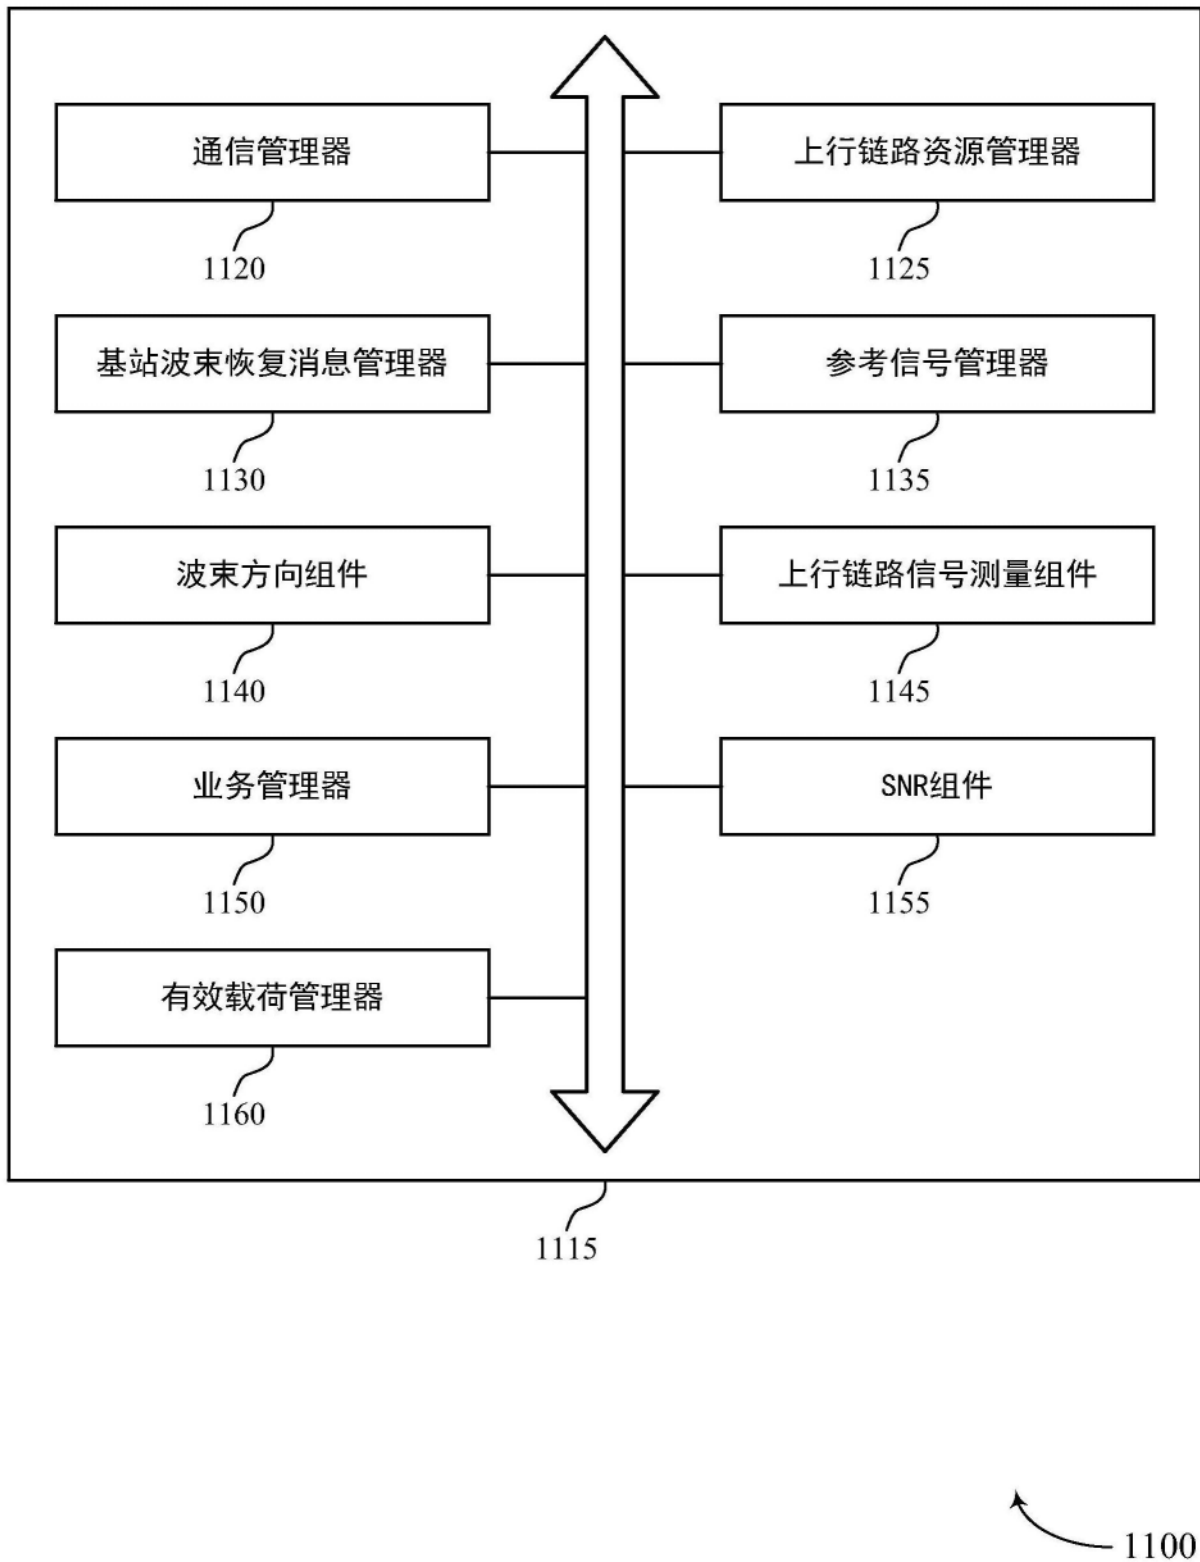 通信管理器
上行链路资源管理器
1120
1125
基站波束恢复消息管理器
参考信号管理器
1130
1135
波束方向组件
上行链路信号测量组件
1140
1145
业务管理器
SNR组件
1150
1155
有效载荷管理器
1160
1115
1100